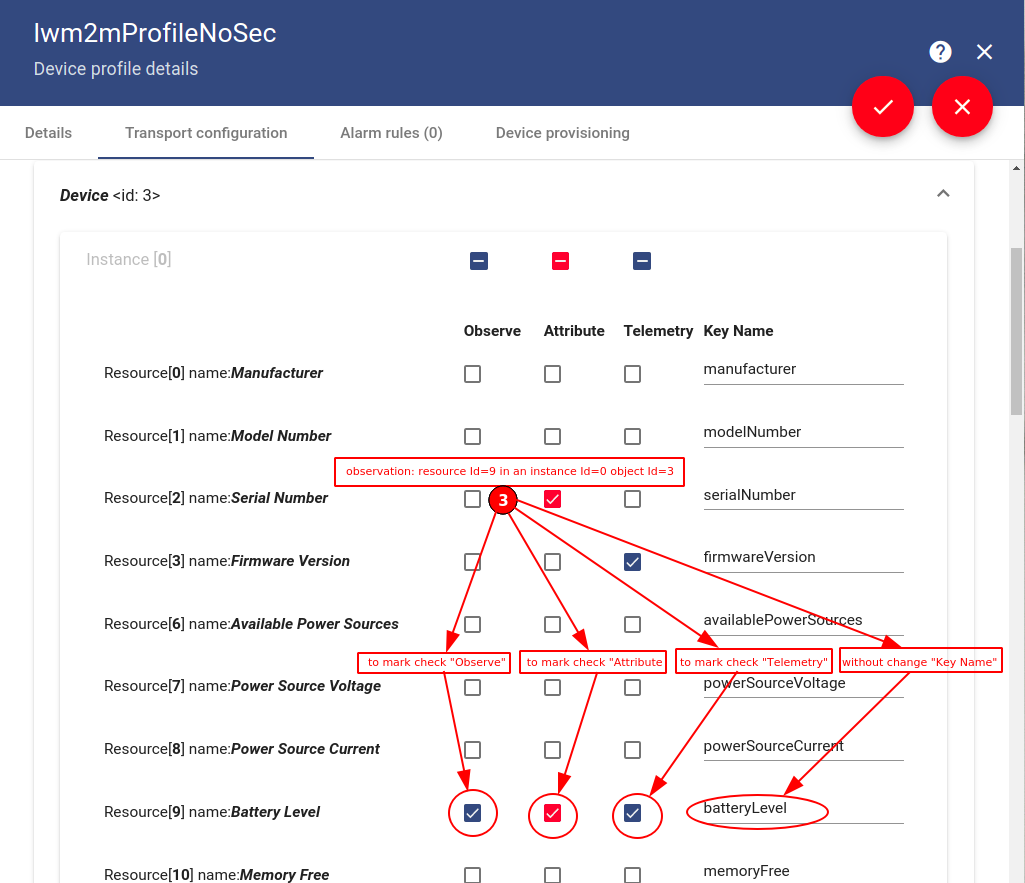 lwm2mProfileNoSec
Device profile details
?
Details Transport configuration Alarm rules (0) Device provisioning
Device <id: 3>
Instance [0]
Observe Attribute Telemetry Key Name
Resource[0] name:Manufacturer manufacturer
Resource[1] name:Model Number modelNumber
observation: resource Id=9 in an instance Id=0 object Id=3
Resource[2] name:Serial Number 3 serialNumber
Resource[3] name:Firmware Version firmwareVersion
Resource[6] name:Available Power Sources availablePowerSources
to mark check "Observe" to mark check "Attribute to mark check "Telemetry" without change "Key Name"
Resource[7] name:Power Source Voltage powerSourceVoltage
Resource[8] name:Power Source Current powerSourceCurrent
Resource[9] name:Battery Level batteryLevel
Resource[10] name:Memory Free memoryFree